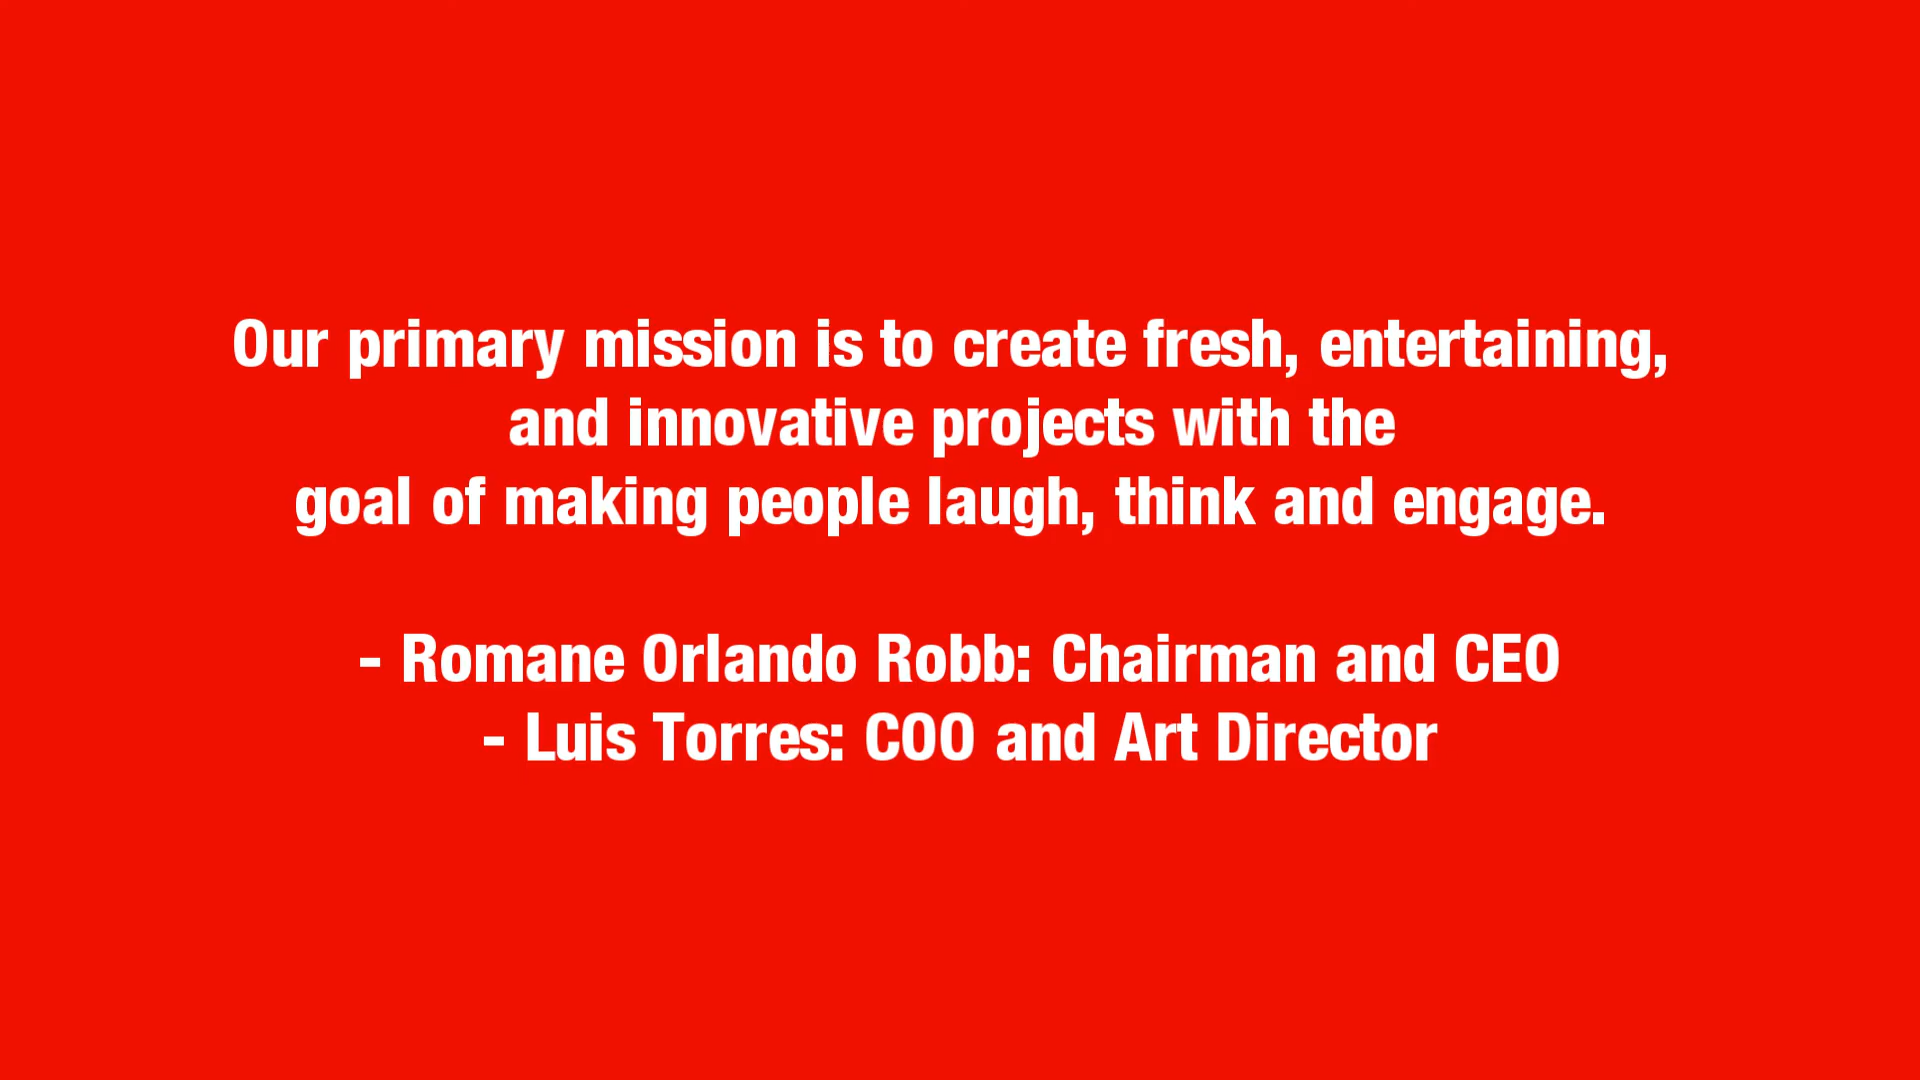 Our primary mission is to create fresh, entertaining,
and innovative projects with the
goal of making people laugh, think and engage.
- Romane Orlando Robb: Chairman and CEO
- Luis Torres: COO and Art Director